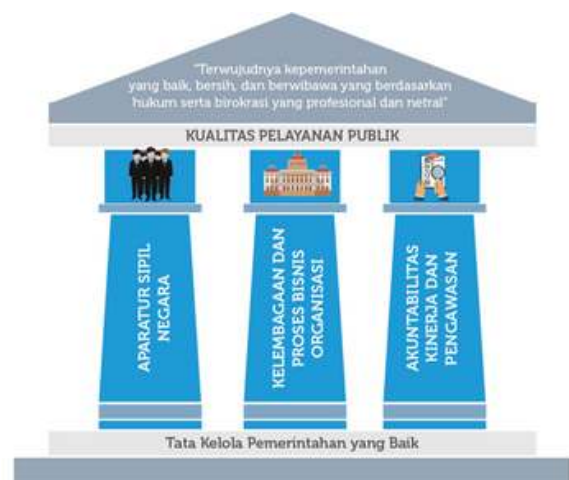 "Terwujudnya kepemerintahan
yang baik, bersih, dan berwibawa yang berdasarkan
hukum serta birokrasi yang profesional dan netral"
KUALITAS PELAYANAN PUBLIK
APARATUR SIPIL
NEGARA
KELEMBAGAAN DAN
PROSES BISNIS
ORGANISASI
AKUNTABILITAS
KINERJA DAN
PENGAWASAN
Tata Kelola Pemerintahan yang Baik